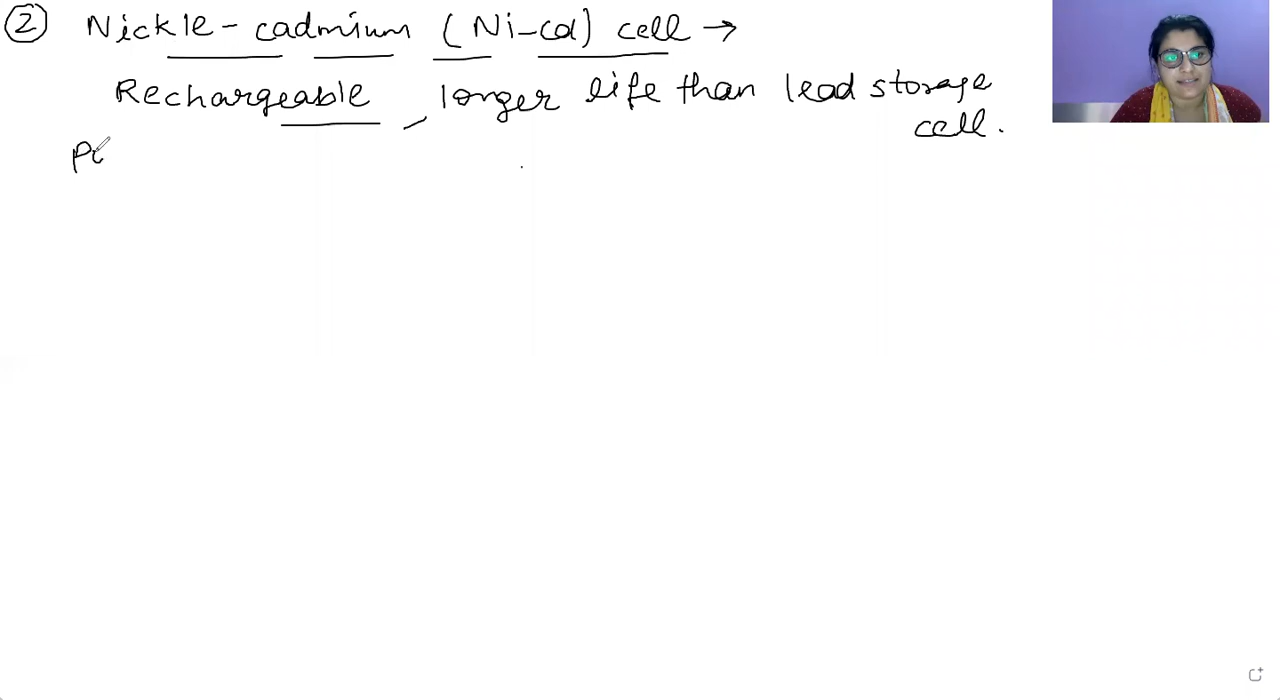 ② Nickle - cadmium (Ni-cd) cell →
Rechargeable, longer life than lead storage
cell.